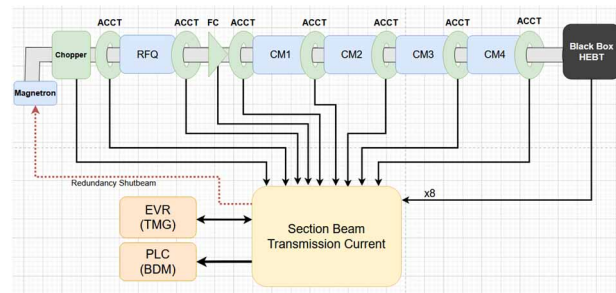 ACCT ACCT FC ACCT ACCT ACCT ACCT ACCT
Chopper RFQ CM1 CM2 CM3 CM4 Black Box
HEBT
Magnetron
Redundancy Shutbeam
x8
EVR
(TMG)
Section Beam
Transmission Current
PLC
(BDM)